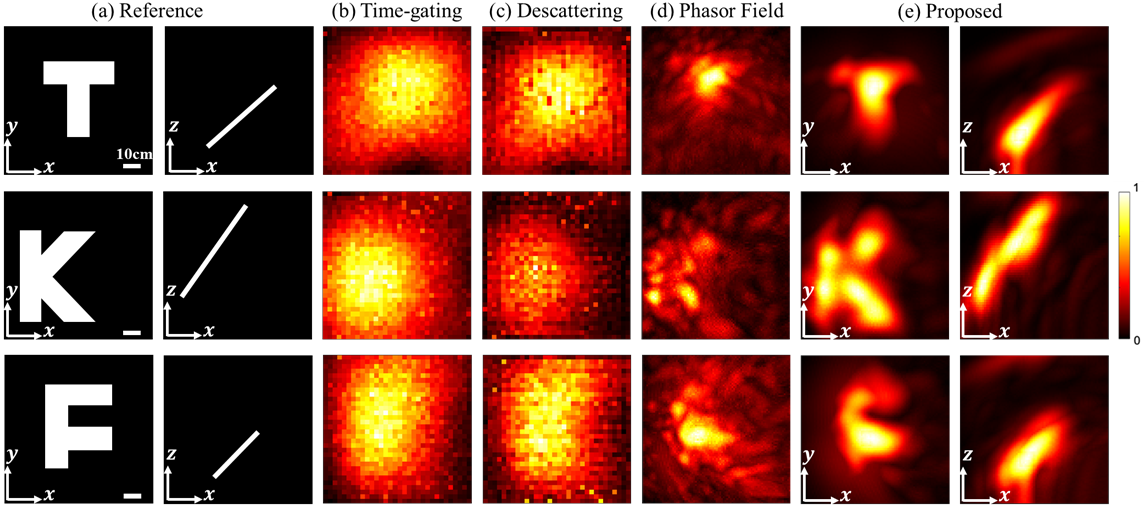 (a) Reference (b) Time-gating (c) Descattering (d) Phasor Field (e) Proposed
T
y
x
10cm
z
x
y
x
z
x
K
y
x
z
x
y
x
z
x
1
0
F
y
x
z
x
y
x
z
x